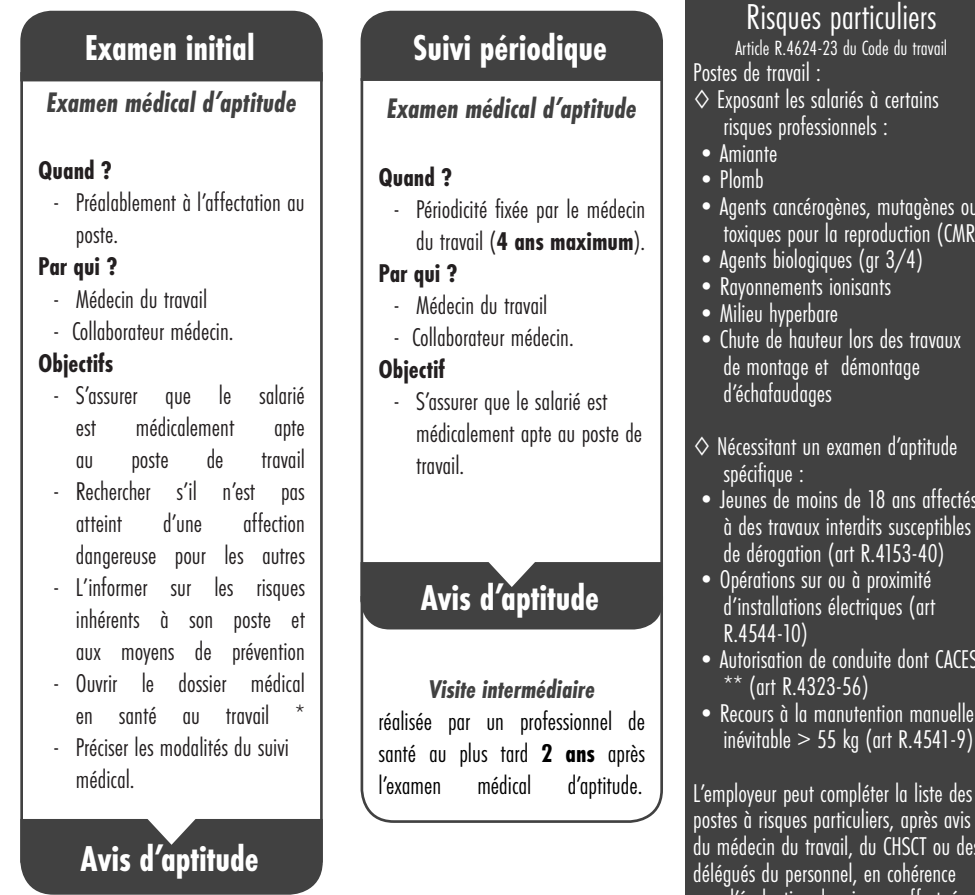 Examen initial
Examen médical d'aptitude
Quand ?
- Préalablement à l'affectation au
poste.
Par qui ?
- Médecin du travail
- Collaborateur médecin.
Objectifs
- S'assurer que le salarié
est médicalement apte
au poste de travail
- Rechercher s'il n'est pas
atteint d'une affection
dangereuse pour les autres
- L'informer sur les risques
inhérents à son poste et
aux moyens de prévention
- Ouvrir le dossier médical
en santé au travail *
- Préciser les modalités du suivi
médical.
Avis d'aptitude
Suivi périodique
Examen médical d'aptitude
Quand ?
- Périodicité fixée par le médecin
du travail (4 ans maximum).
Par qui ?
- Médecin du travail
- Collaborateur médecin.
Objectif
- S'assurer que le salarié est
médicalement apte au poste de
travail.
Avis d'aptitude
Visite intermédiaire
réalisée par un professionnel de
santé au plus tard 2 ans après
l'examen médical d'aptitude.
Risques particuliers
Article R.4624-23 du Code du travail
Postes de travail :
◊ Exposant les salariés à certains
risques professionnels :
• Amiante
• Plomb
• Agents cancérogènes, mutagènes ou
toxiques pour la reproduction (CMR
• Agents biologiques (gr 3/4)
• Rayonnements ionisants
• Milieu hyperbare
• Chute de hauteur lors des travaux
de montage et démontage
d'échafaudages
◊ Nécessitant un examen d'aptitude
spécifique :
• Jeunes de moins de 18 ans affectés
à des travaux interdits susceptibles
de dérogation (art R.4153-40)
• Opérations sur ou à proximité
d'installations électriques (art
R.4544-10)
• Autorisation de conduite dont CACES
** (art R.4323-56)
• Recours à la manutention manuelle
inévitable > 55 kg (art R.4541-9)
L'employeur peut compléter la liste des
postes à risques particuliers, après avis
du médecin du travail, du CHSCT ou des
délégués du personnel, en cohérence